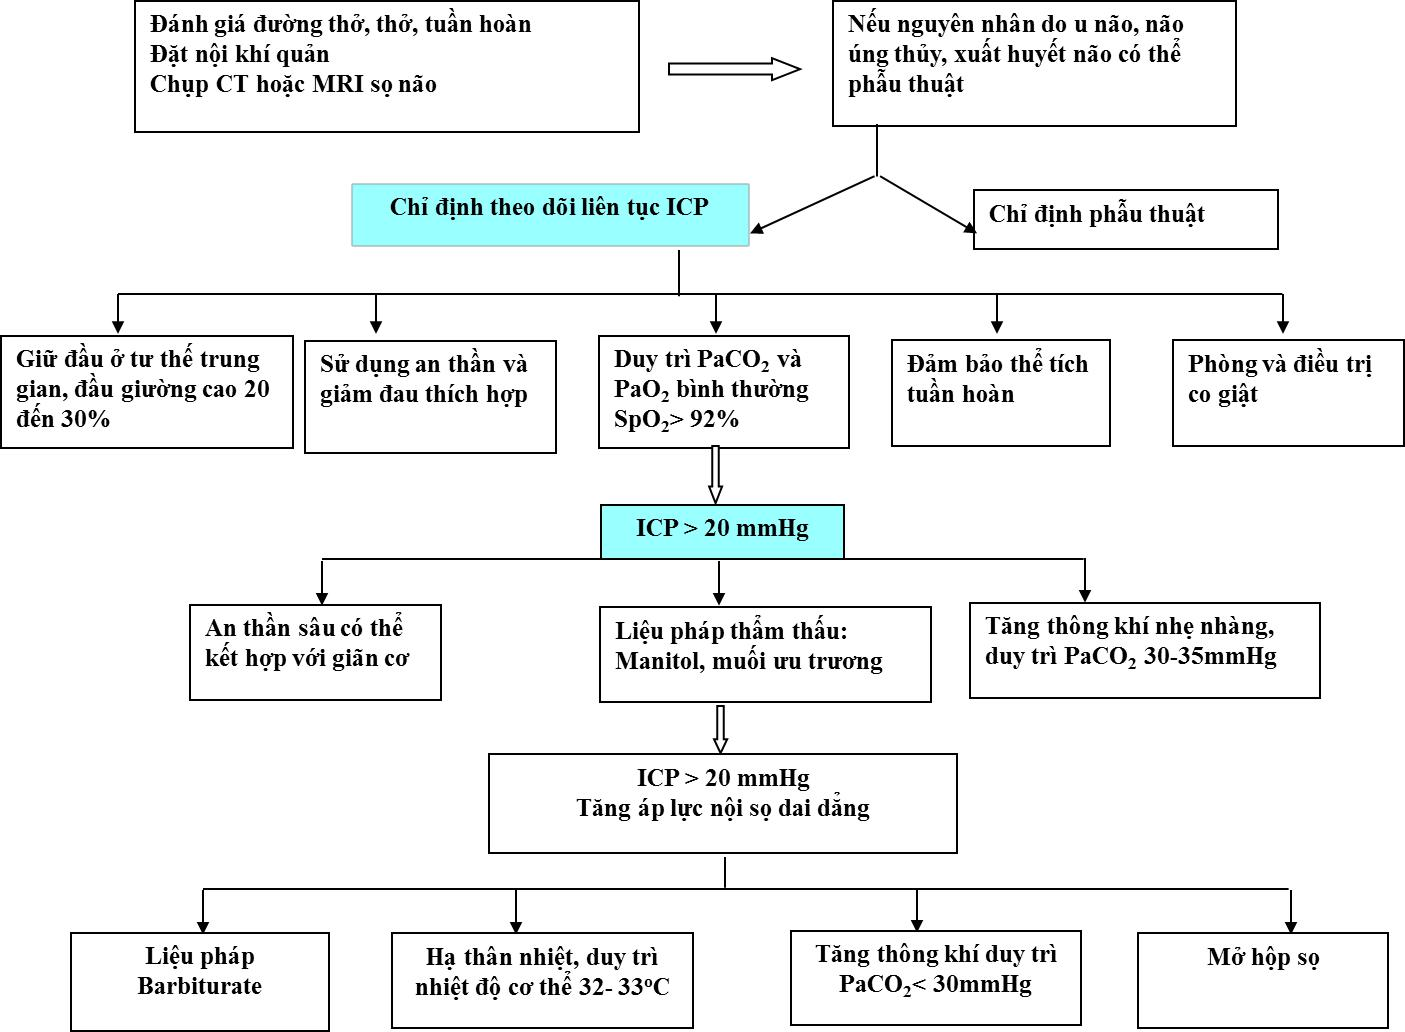 Đánh giá đường thở, thở, tuần hoàn
Đặt nội khí quản
Chụp CT hoặc MRI sọ não
Nếu nguyên nhân do u não, não
úng thủy, xuất huyết não có thể
phẫu thuật
Chỉ định theo dõi liên tục ICP
Chỉ định phẫu thuật
Giữ đầu ở tư thế trung
gian, đầu giường cao 20
đến 30%
Sử dụng an thần và
giảm đau thích hợp
Duy trì PaCO₂ và
PaO₂ bình thường
SpO₂> 92%
Đảm bảo thể tích
tuần hoàn
Phòng và điều trị
co giật
ICP > 20 mmHg
An thần sâu có thể
kết hợp với giãn cơ
Liệu pháp thẩm thấu:
Manitol, muối ưu trương
Tăng thông khí nhẹ nhàng,
duy trì PaCO₂ 30-35mmHg
ICP > 20 mmHg
Tăng áp lực nội sọ dai dẳng
Liệu pháp
Barbiturate
Hạ thân nhiệt, duy trì
nhiệt độ cơ thể 32- 33ºC
Tăng thông khí duy trì
PaCO₂< 30mmHg
Mở hộp sọ